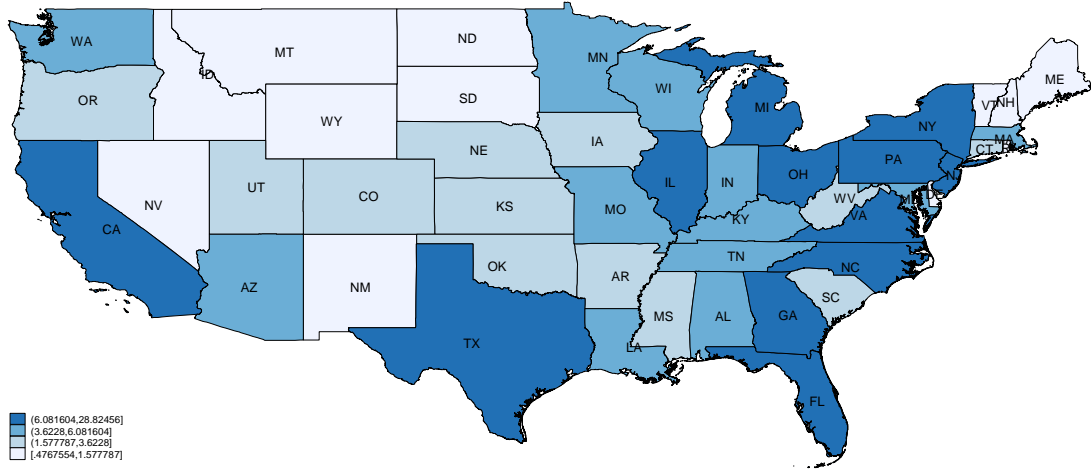 WA
MT
ND
MN
ID
OR
SD
WI
WY
MI
ME
VT
NH
NY
MA
CT
RI
NE
IA
PA
NJ
NV
UT
CO
KS
MO
IL
IN
OH
WV
MD
DE
VA
KY
CA
AZ
NM
OK
AR
TN
NC
SC
TX
LA
MS
AL
GA
FL
(6.081604,28.82456]
(3.6228,6.081604]
(1.577787,3.6228]
[.4767554,1.577787]